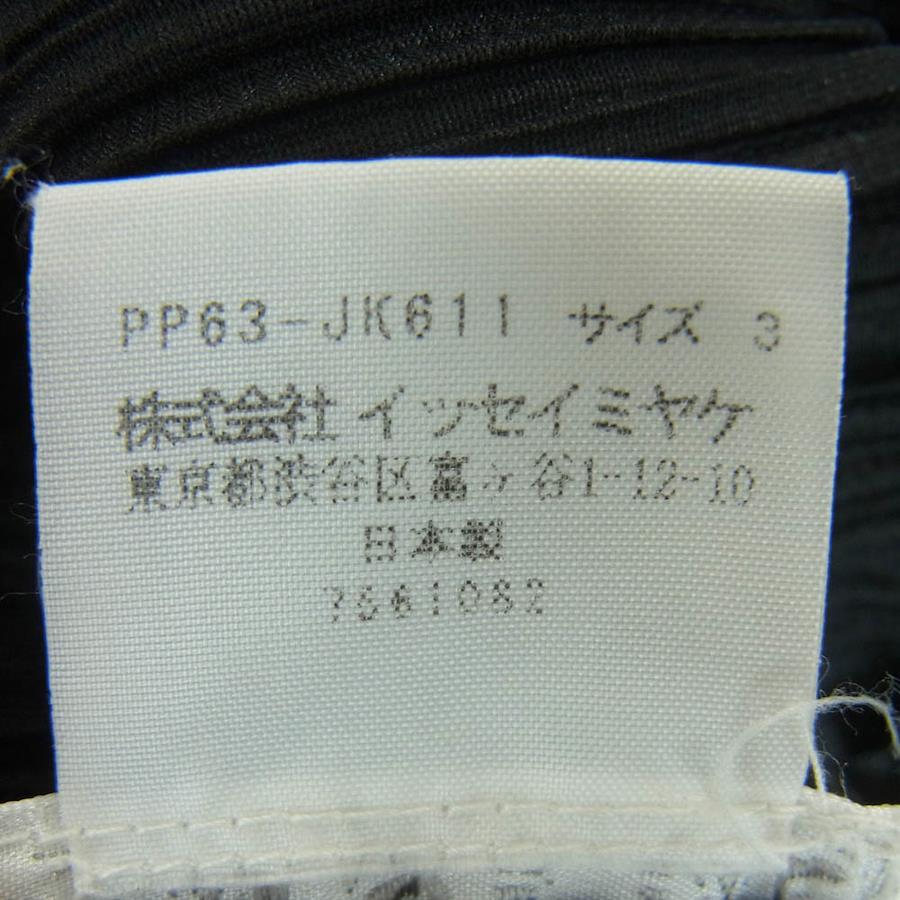 PP63-JK611 サイズ 3
株式会社 イッセイミヤケ
東京都渋谷区富ヶ谷1-12-10
日本製
7561082